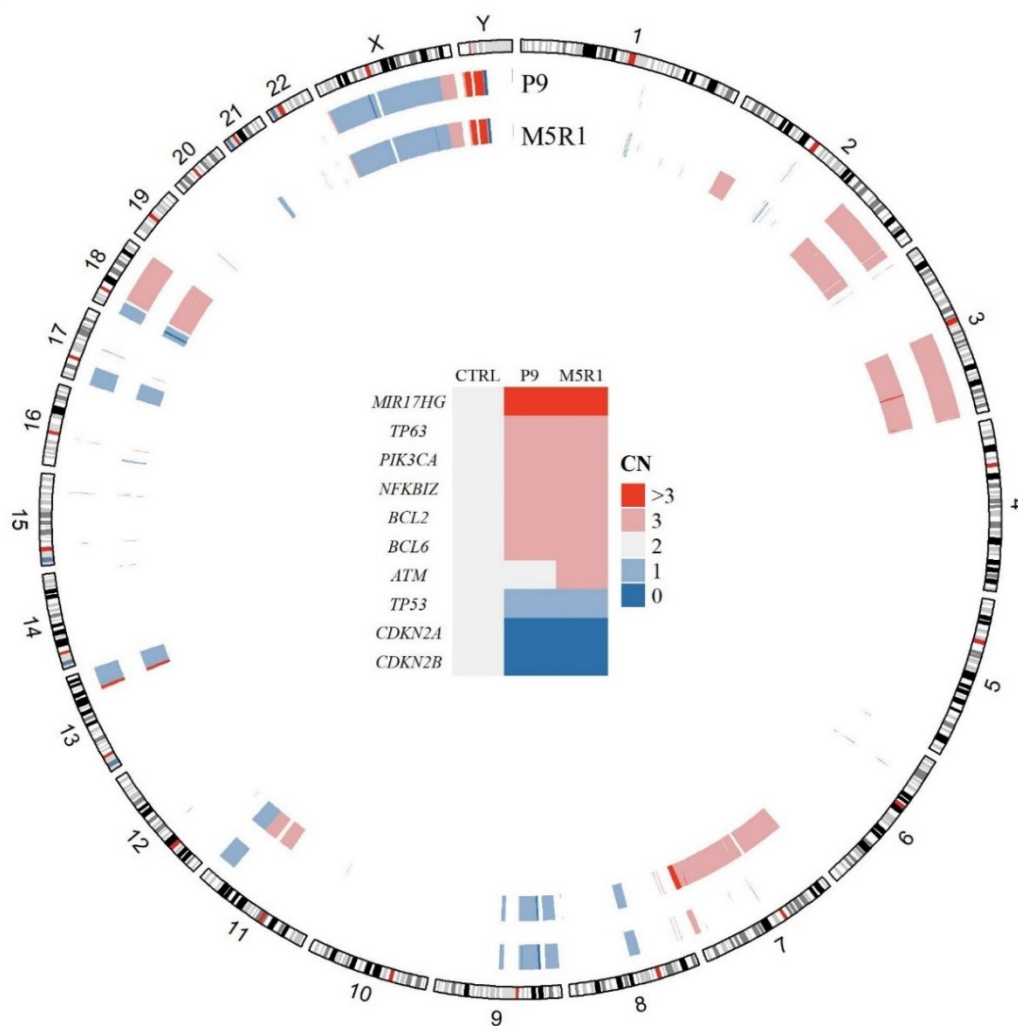 1
2
3
4
5
6
7
8
9
10
11
12
13
14
15
16
17
18
19
20
21
22
X
Y
P9
M5R1
CTRL P9 M5R1
MIR17HG
TP63
PIK3CA
NFKBIZ
BCL2
BCL6
ATM
TP53
CDKN2A
CDKN2B
CN
>3
3
2
1
0